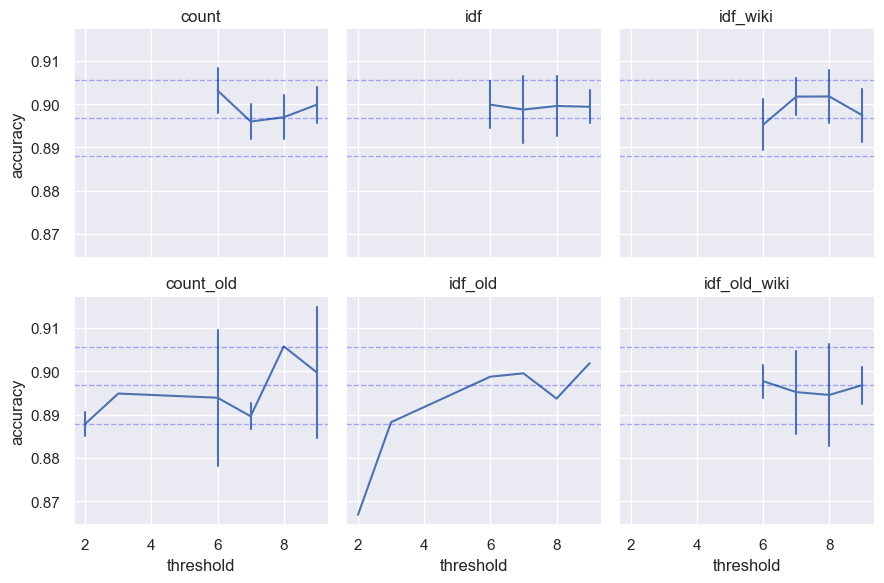 count idf idf_wiki
0.91
0.90
0.89
0.88
0.87
accuracy
count_old idf_old idf_old_wiki
0.91
0.90
0.89
0.88
0.87
accuracy
2 4 6 8 2 4 6 8 2 4 6 8
threshold threshold threshold